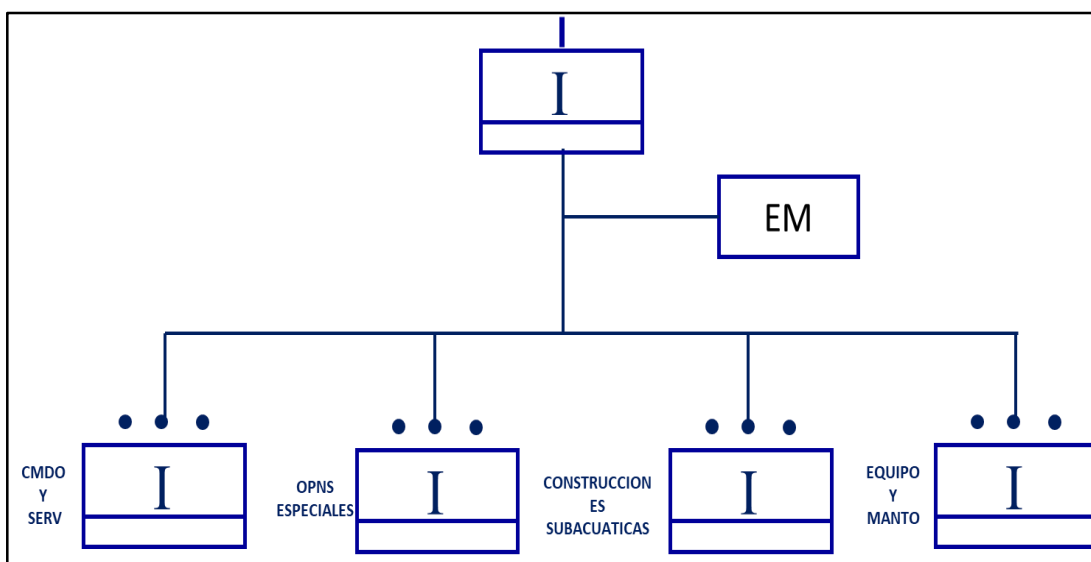 I
EM
CMDO
Y
SERV
I
OPNS
ESPECIALES
I
CONSTRUCCION
ES
SUBACUATICAS
I
EQUIPO
Y
MANTO
I